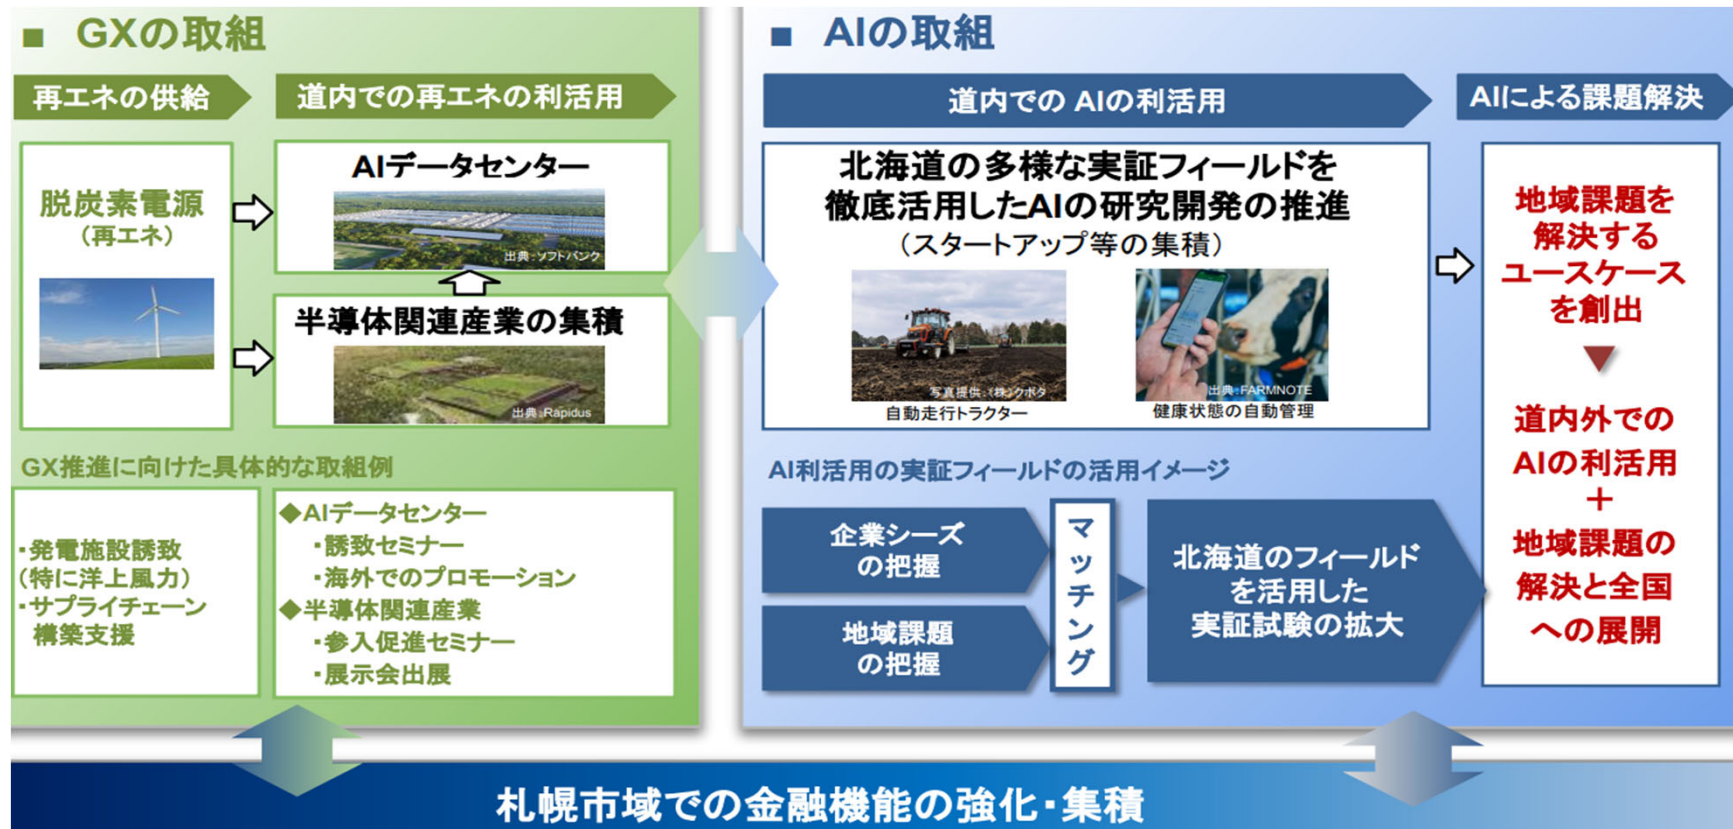 ■ GXの取組
再エネの供給
道内での再エネの利活用
脱炭素電源
(再エネ)
AIデータセンター
出典:ソフトバンク
半導体関連産業の集積
出典:Rapidus
GX推進に向けた具体的な取組例
・発電施設誘致
(特に洋上風力)
・サプライチェーン
構築支援
◆AIデータセンター
・誘致セミナー
・海外でのプロモーション
◆半導体関連産業
・参入促進セミナー
・展示会出展
■ AIの取組
道内での AIの利活用
AIによる課題解決
北海道の多様な実証フィールドを
徹底活用したAIの研究開発の推進
(スタートアップ等の集積)
写真提供:(株)クボタ
自動走行トラクター
出典:FARMNOTE
健康状態の自動管理
AI利活用の実証フィールドの活用イメージ
企業シーズ
の把握
地域課題
の把握
マッチング
北海道のフィールド
を活用した
実証試験の拡大
地域課題を
解決する
ユースケース
を創出
▼
道内外での
AIの利活用
+
地域課題の
解決と全国
への展開
札幌市域での金融機能の強化・集積